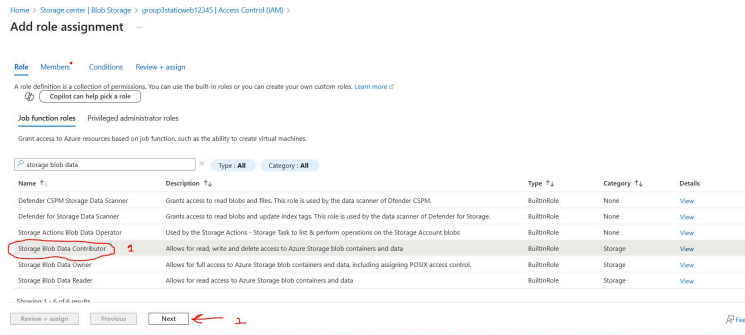 Home > Storage center | Blob Storage > group3staticweb12345 | Access Control (IAM) >
Add role assignment ...
Role Members* Conditions Review + assign
A role definition is a collection of permissions. You can use the built-in roles or you can create your own custom roles. Learn more
Copilot can help pick a role
Job function roles Privileged administrator roles
Grant access to Azure resources based on job function, such as the ability to create virtual machines.
storage blob data × Type : All Category : All
Name ↑↓ Description ↑↓ Type ↑↓ Category ↑↓ Details
Defender CSPM Storage Data Scanner Grants access to read blobs and files. This role is used by the data scanner of Dfender CSPM. BuiltInRole None View
Defender for Storage Data Scanner Grants access to read blobs and update index tags. This role is used by the data scanner of Defender for Storage. BuiltInRole None View
Storage Actions Blob Data Operator Used by the Storage Actions - Storage Task to list & perform operations on the Storage Account blobs BuiltInRole None View
Storage Blob Data Contributor 1 Allows for read, write and delete access to Azure Storage blob containers and data BuiltInRole Storage View
Storage Blob Data Owner Allows for full access to Azure Storage blob containers and data, including assigning POSIX access control. BuiltInRole Storage View
Storage Blob Data Reader Allows for read access to Azure Storage blob containers and data BuiltInRole Storage View
Showing 1 - 6 of 6 results.
Review + assign Previous Next 2 Fee